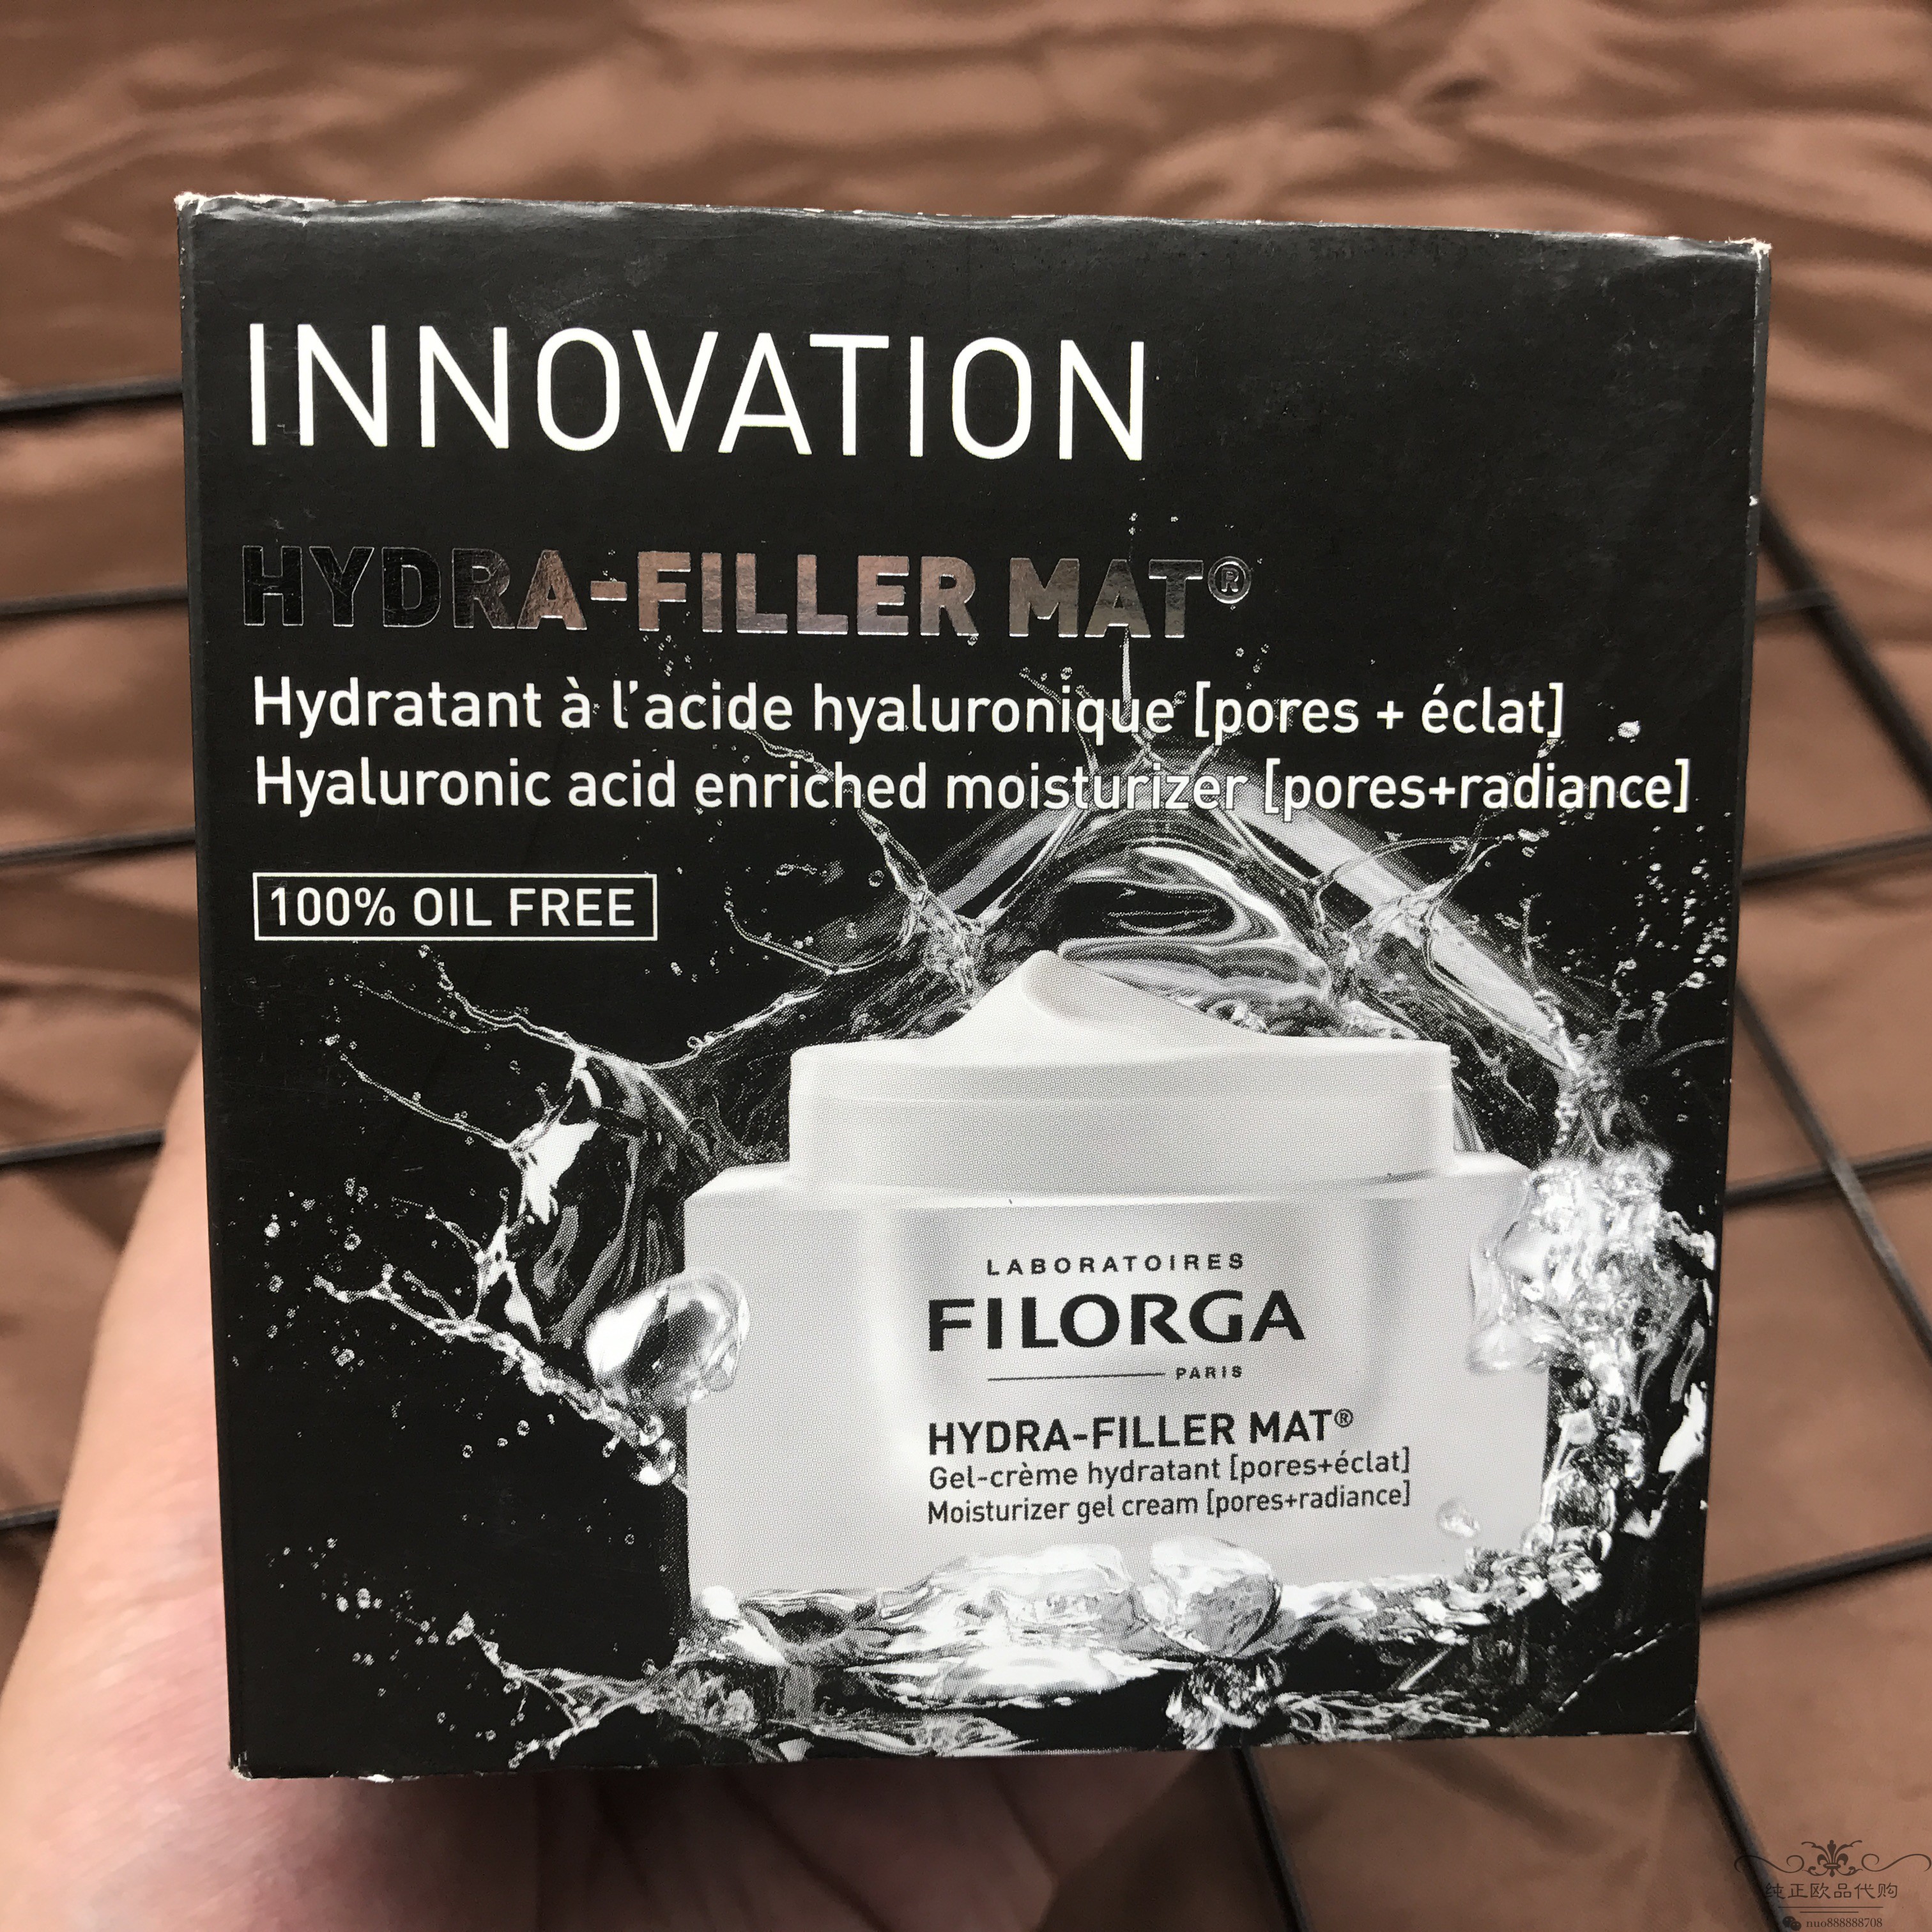 INNOVATION
HYDRA-FILLER MAT®
Hydratant à l'acide hyaluronique [pores + éclat]
Hyaluronic acid enriched moisturizer [pores+radiance]
100% OIL FREE
LABORATOIRES
FILORGA
PARIS
HYDRA-FILLER MAT®
Gel-crème hydratant [pores+éclat]
Moisturizer gel cream [pores+radiance]
纯正欧品代购
nuo888888708